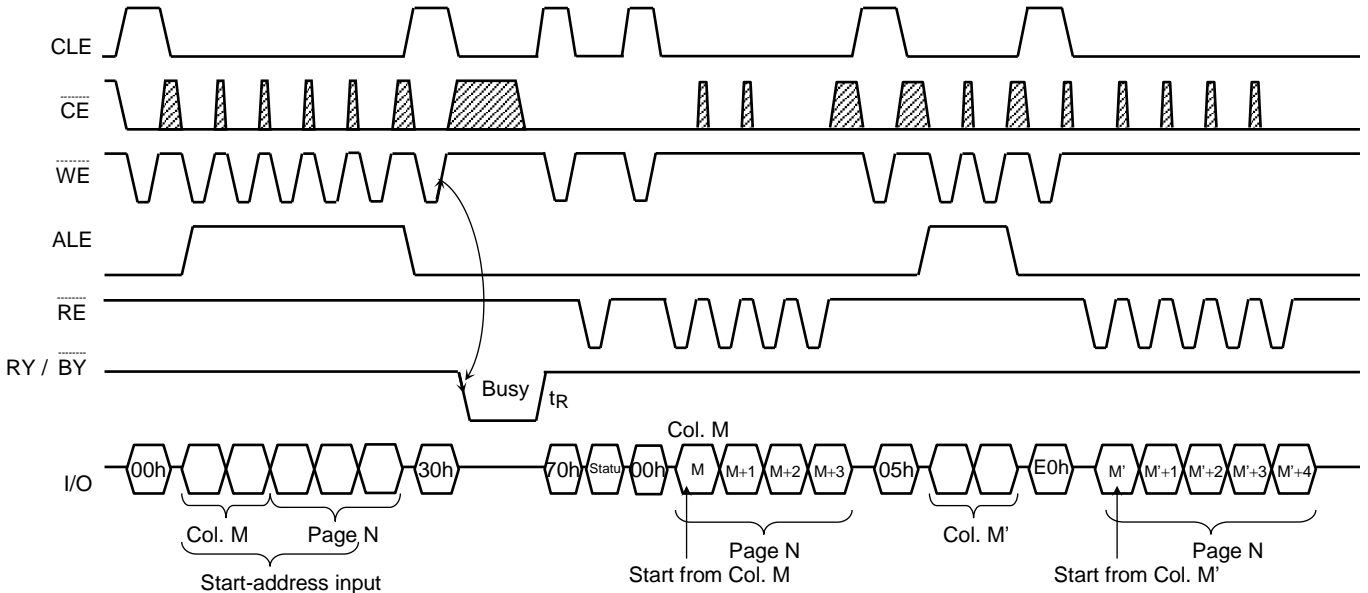 CLE
CE
WE
ALE
RE
RY / BY
Busy
tR
Col. M
I/O
00h
30h
70h
Statu
00h
M
M+1
M+2
M+3
05h
E0h
M'
M'+1
M'+2
M'+3
M'+4
Col. M
Page N
Start-address input
Page N
Start from Col. M
Col. M'
Page N
Start from Col. M'